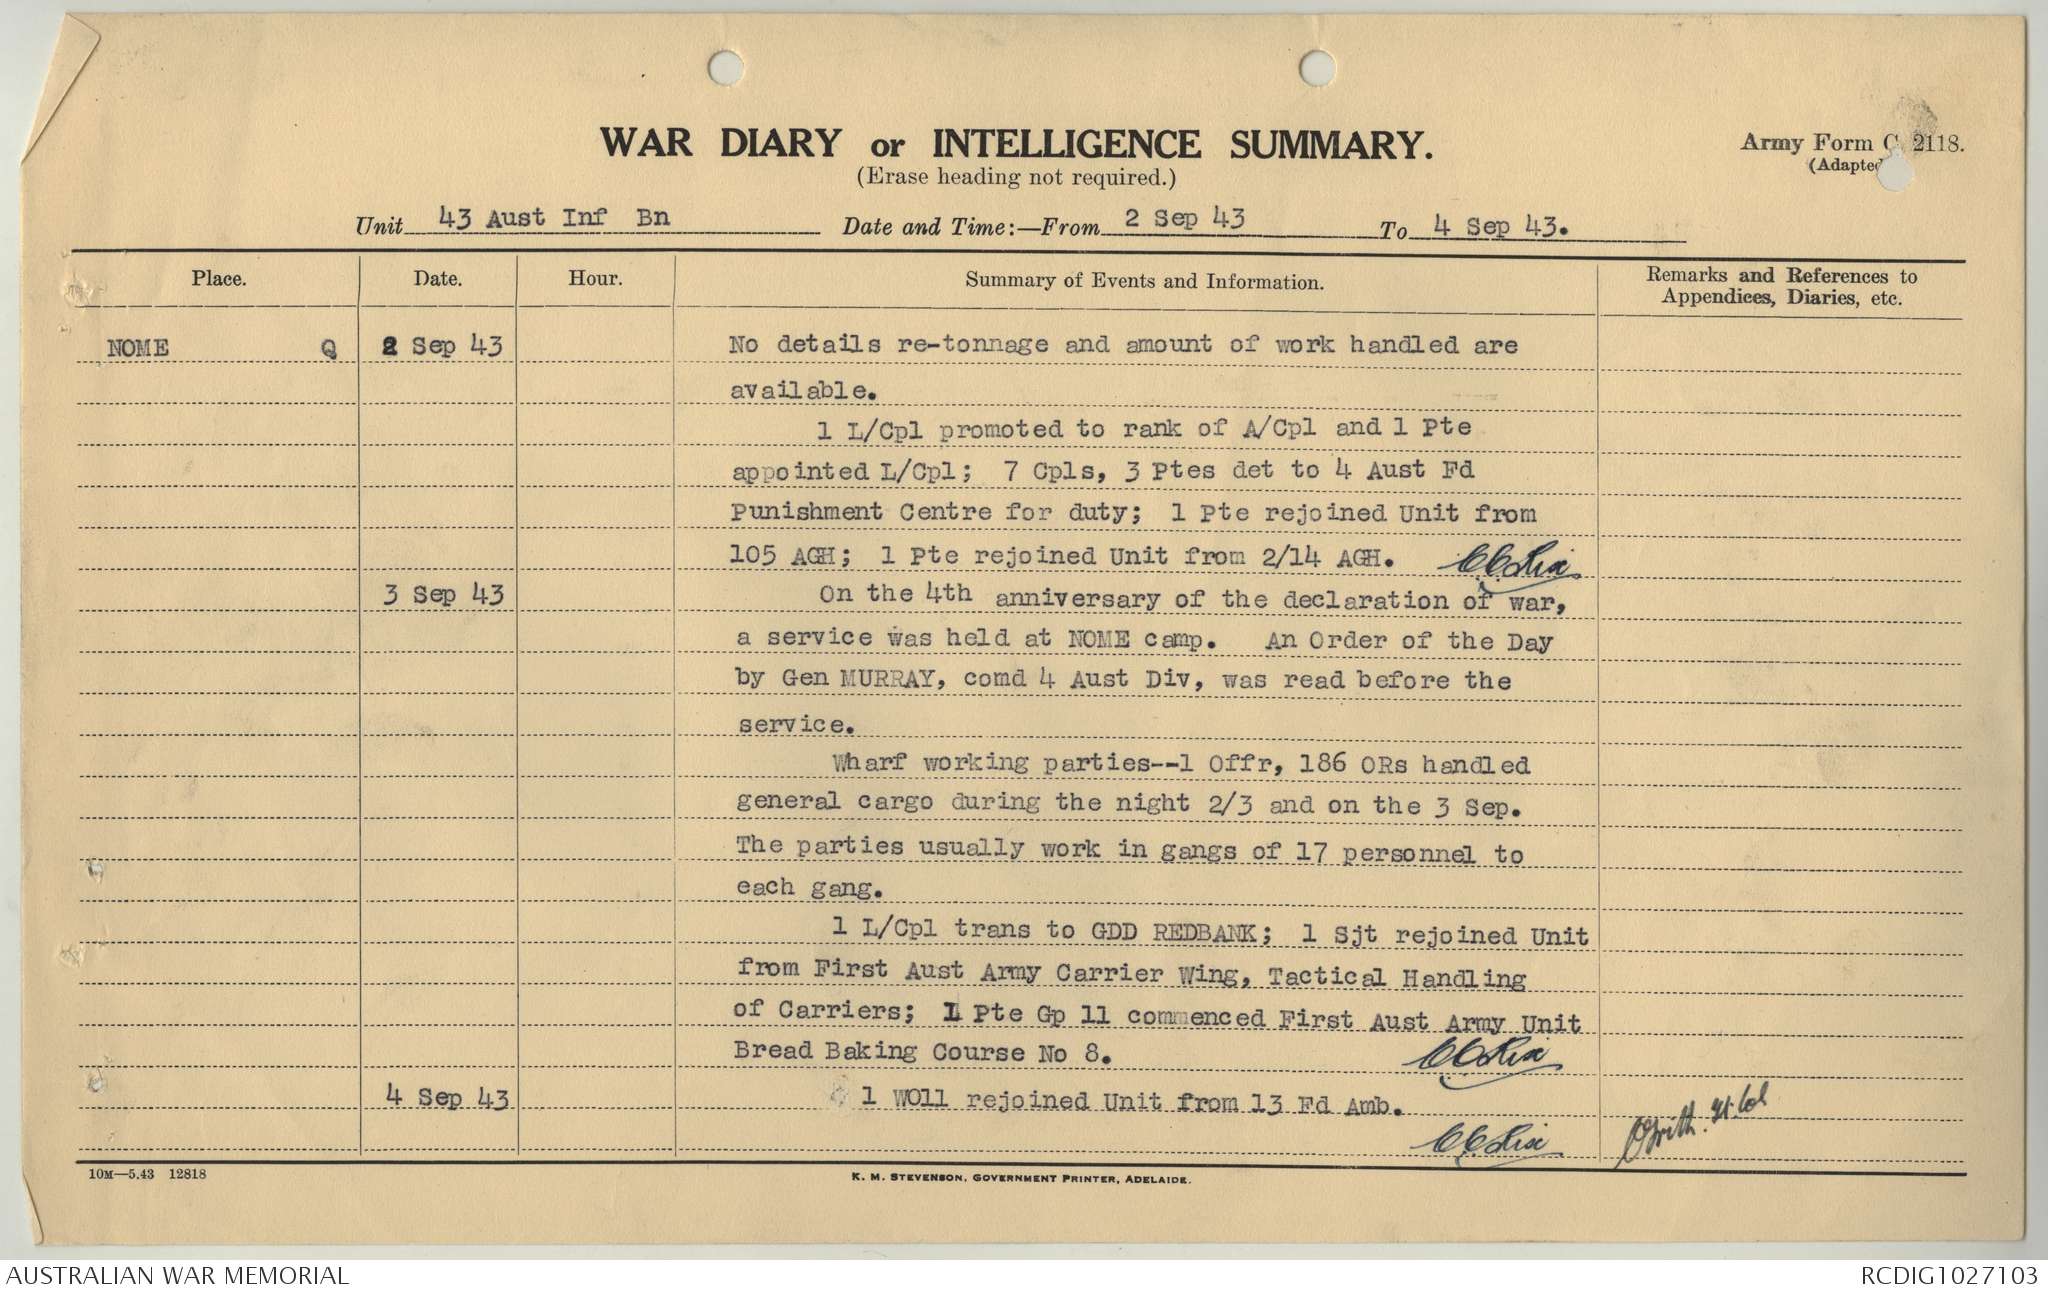 WAR DIARY or INTELLIGENCE SUMMARY.
Army Form C. 2118.
(Erase heading not required.)
(Adapted
Unit 43 Aust Inf Bn Date and Time:—From 2 Sep 43 To 4 Sep 43.
Place. Date. Hour. Summary of Events and Information. Remarks and References to
Appendices, Diaries, etc.
NOME Q 2 Sep 43 No details re-tonnage and amount of work handled are
available.
1 L/Cpl promoted to rank of A/Cpl and 1 Pte
appointed L/Cpl; 7 Cpls, 3 Ptes det to 4 Aust Fd
Punishment Centre for duty; 1 Pte rejoined Unit from
105 AGH; 1 Pte rejoined Unit from 2/14 AGH. CCRix
3 Sep 43 On the 4th anniversary of the declaration of war,
a service was held at NOME camp. An Order of the Day
by Gen MURRAY, comd 4 Aust Div, was read before the
service.
Wharf working parties--1 Offr, 186 ORs handled
general cargo during the night 2/3 and on the 3 Sep.
The parties usually work in gangs of 17 personnel to
each gang.
1 L/Cpl trans to GDD REDBANK; 1 Sjt rejoined Unit
from First Aust Army Carrier Wing, Tactical Handling
of Carriers; 1 Pte Gp 11 commenced First Aust Army Unit
Bread Baking Course No 8. CCRix
4 Sep 43 1 WO11 rejoined Unit from 13 Fd Amb.
CCRix Lt Col
10M—5.43 12818
K. M. STEVENSON, GOVERNMENT PRINTER, ADELAIDE.
AUSTRALIAN WAR MEMORIAL
RCDIG1027103